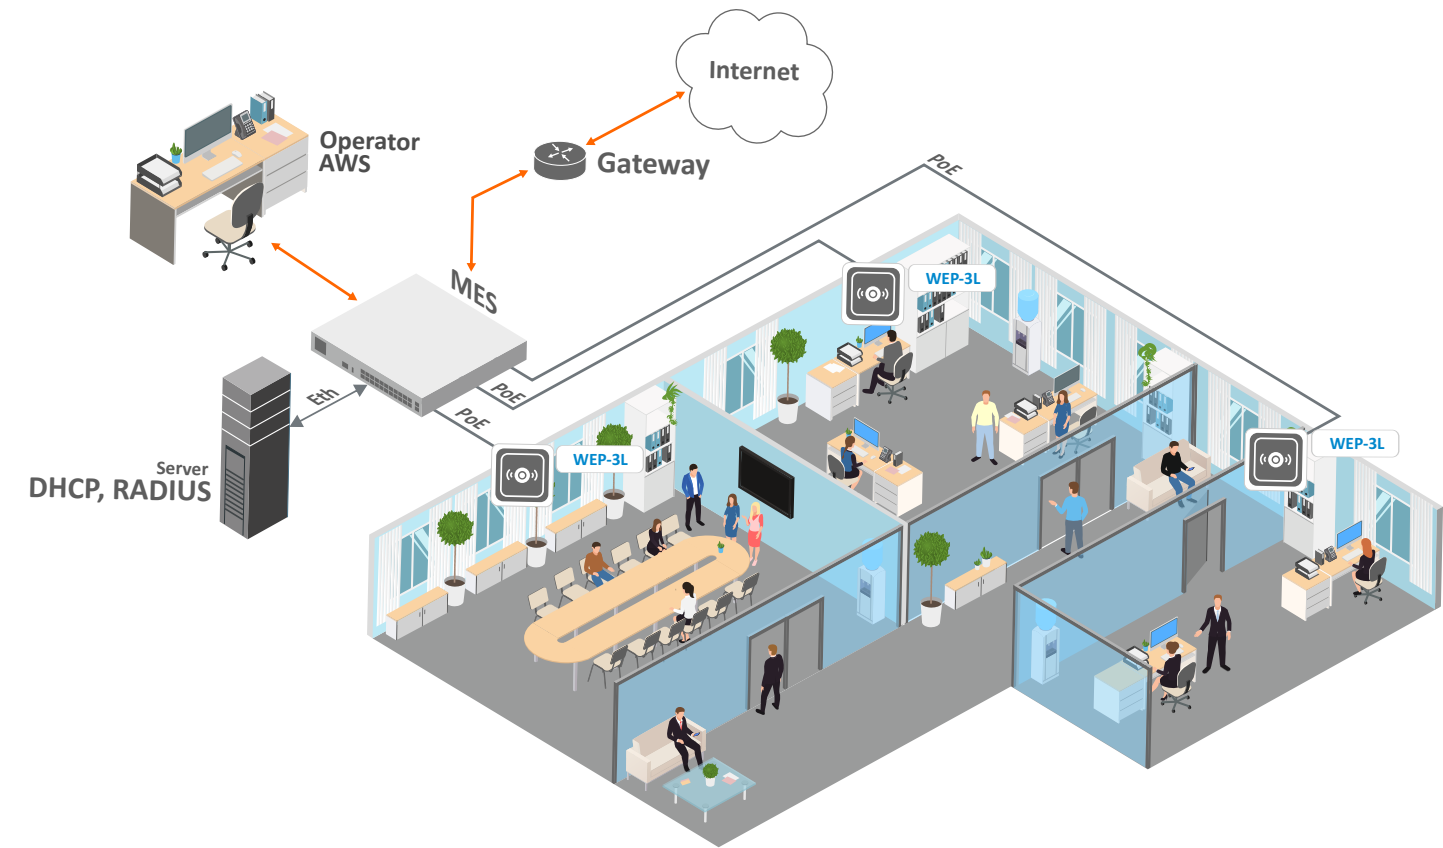 Internet
Operator
AWS
Gateway
PoE
MES
WEP-3L
Eth
PoE
PoE
WEP-3L
WEP-3L
Server
DHCP, RADIUS